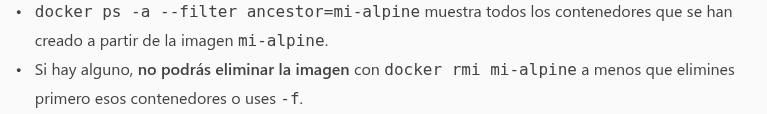 • docker ps -a --filter ancestor=mi-alpine muestra todos los contenedores que se han
creado a partir de la imagen mi-alpine.
• Si hay alguno, no podrás eliminar la imagen con docker rmi mi-alpine a menos que elimines
primero esos contenedores o uses -f.